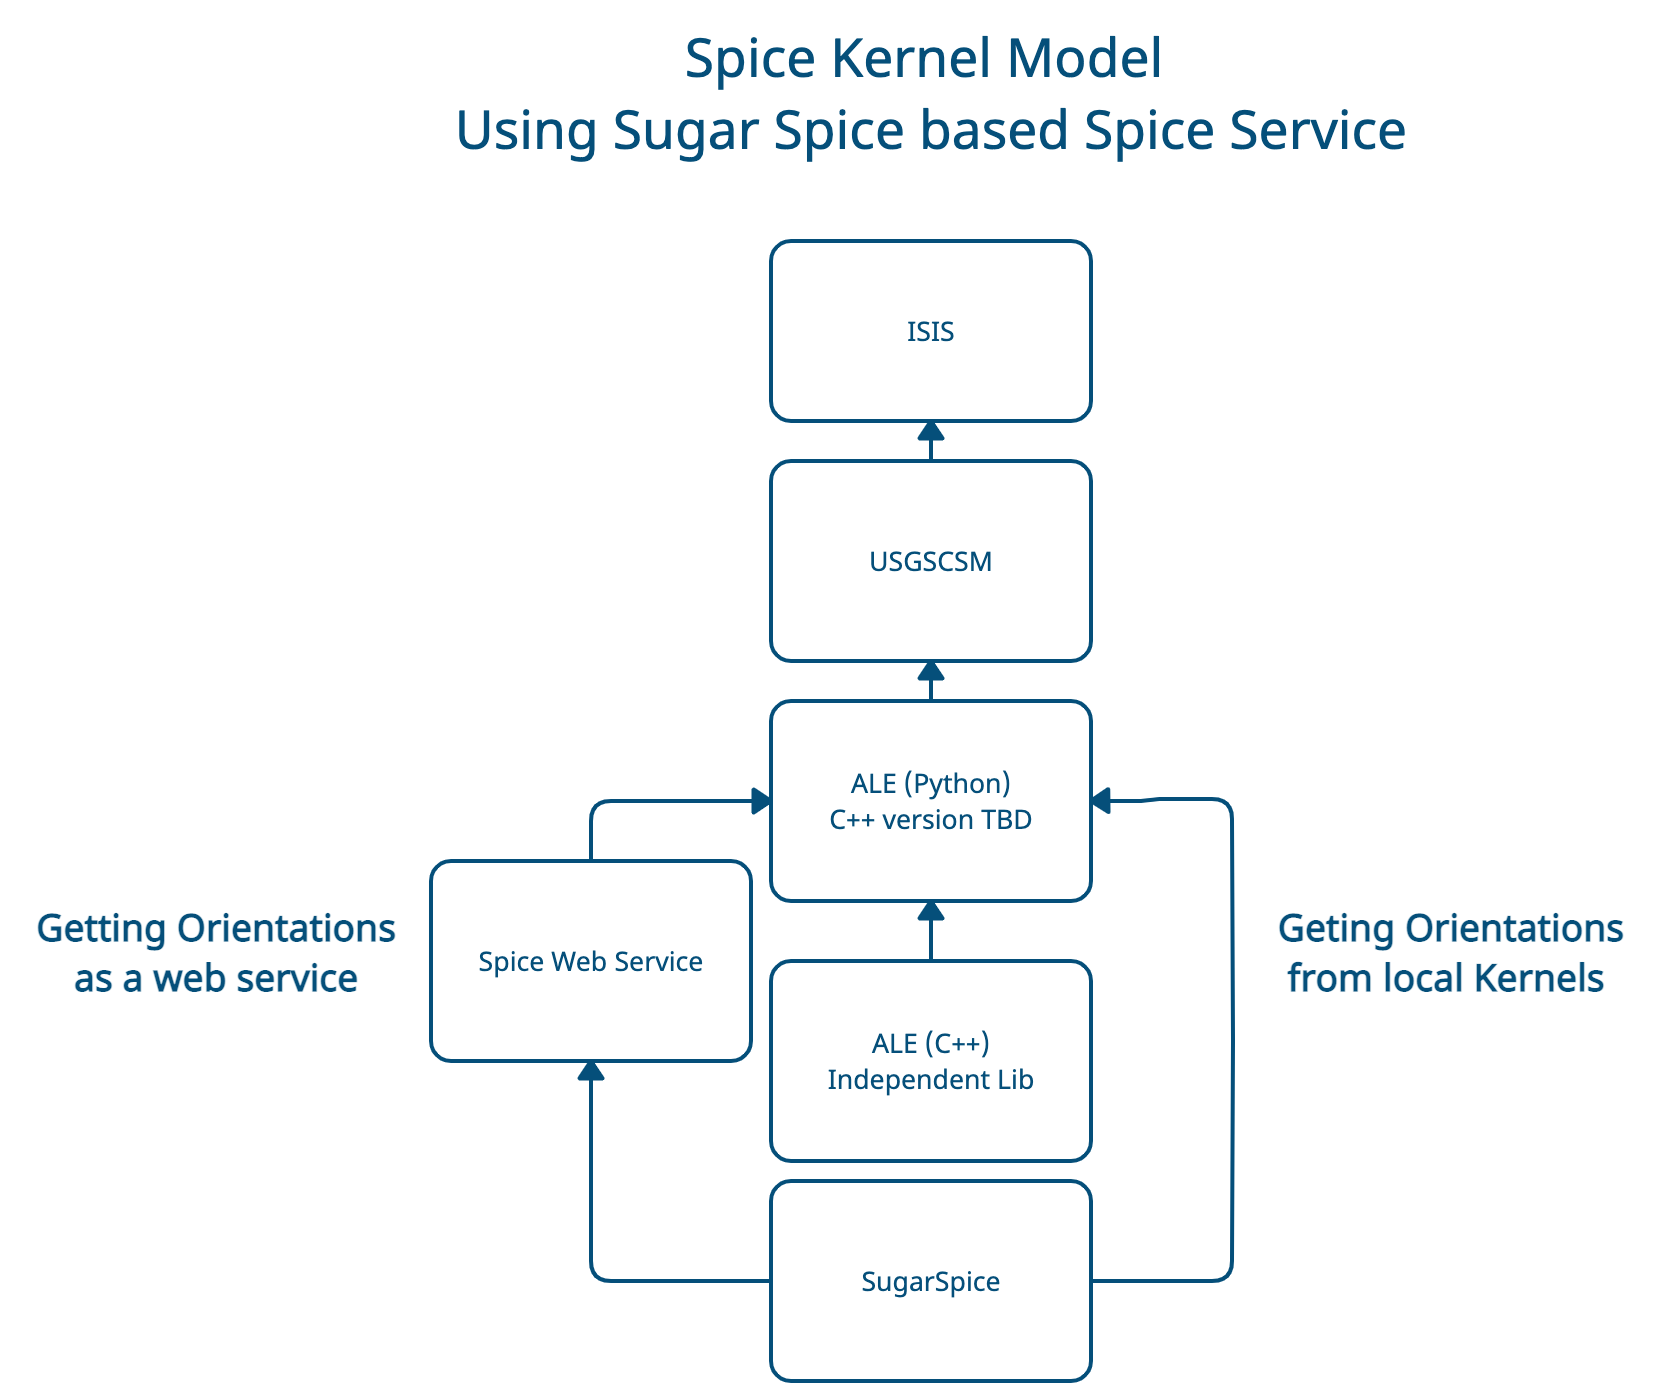 Spice Kernel Model
Using Sugar Spice based Spice Service
ISIS
USGSCSM
ALE (Python)
C++ version TBD
Getting Orientations
as a web service
Spice Web Service
Geting Orientations
from local Kernels
ALE (C++)
Independent Lib
SugarSpice